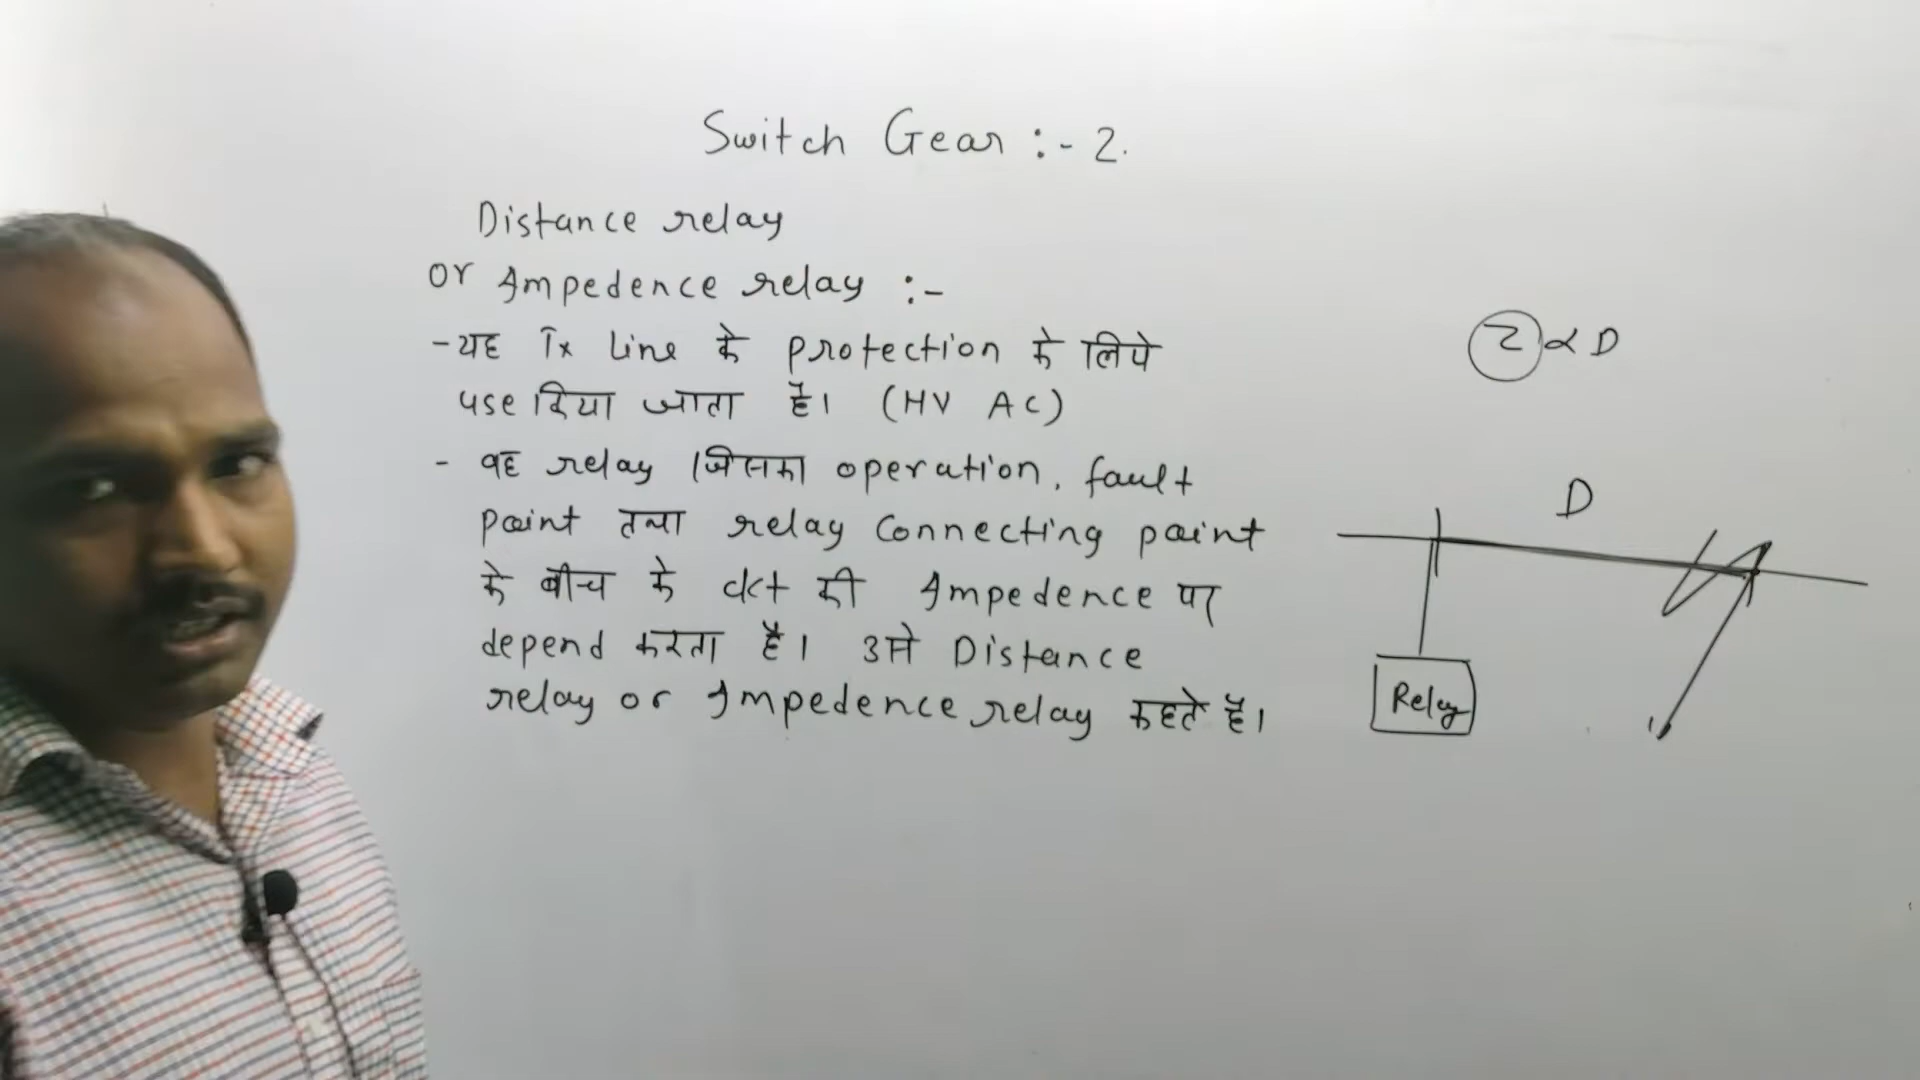 Switch Gear :- 2.
Distance relay
or Impedence relay :-
- यह Tx Line के protection के लिये
use किया जाता है। (HV AC)
- वह relay जिसका operation, fault
point तथा relay Connecting point
के बीच के ckt की Impedence पर
depend करता है। उसे Distance
relay or Impedence relay कहते है।
Z ∝ D
D
Relay